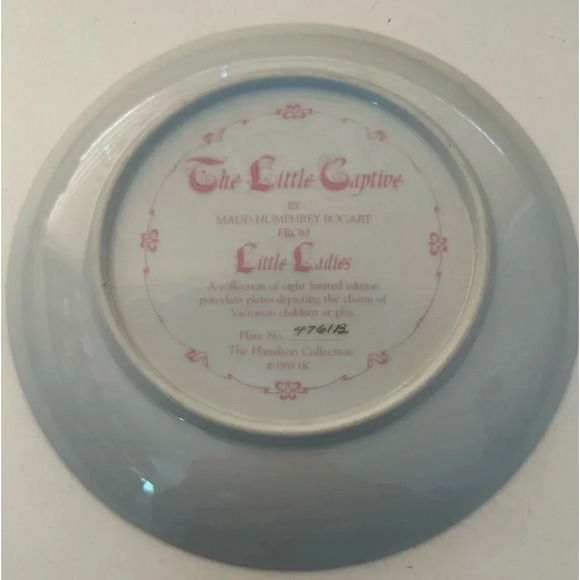 The Little Captive
BY
MAUD HUMPHREY BOGART
FROM
Little Ladies
A collection of eight limited edition
porcelain plates depicting the charm of
Victorian children at play.
Plate No. 4761B
The Hamilton Collection
©1989 HC